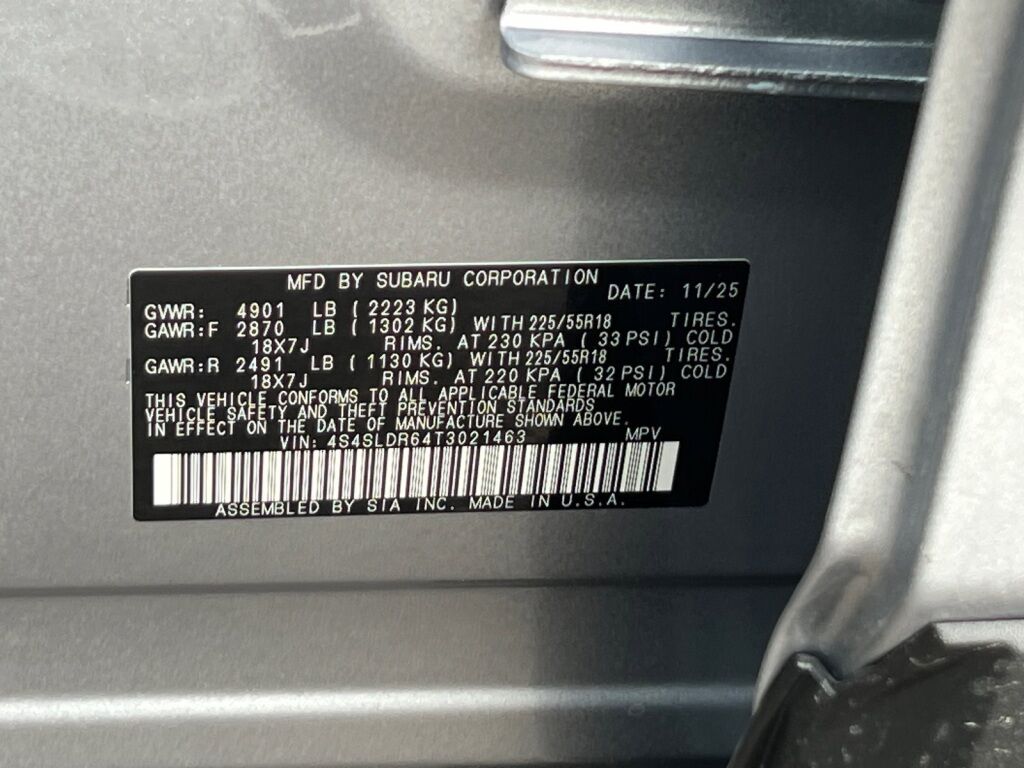 MFD BY SUBARU CORPORATION
DATE: 11/25
GVWR: 4901 LB ( 2223 KG)
GAWR:F 2870 LB ( 1302 KG) WITH 225/55R18 TIRES.
18X7J RIMS. AT 230 KPA ( 33 PSI ) COLD
GAWR:R 2491 LB ( 1130 KG) WITH 225/55R18 TIRES.
18X7J RIMS. AT 220 KPA ( 32 PSI ) COLD
THIS VEHICLE CONFORMS TO ALL APPLICABLE FEDERAL MOTOR
VEHICLE SAFETY AND THEFT PREVENTION STANDARDS
IN EFFECT ON THE DATE OF MANUFACTURE SHOWN ABOVE.
VIN: 4S4SLDR64T3021463 MPV
ASSEMBLED BY SIA INC. MADE IN U.S.A.